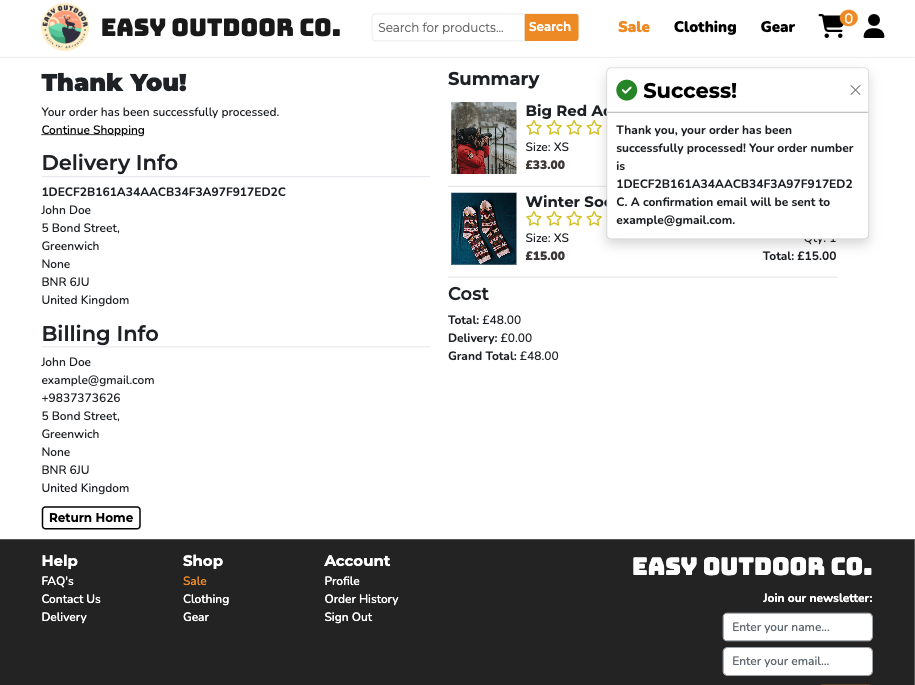 EASY OUTDOOR CO.
Search for products...
Search
Sale
Clothing
Gear
0
Thank You!
Your order has been successfully processed.
Continue Shopping
Delivery Info
1DECF2B161A34AACB34F3A97F917ED2C
John Doe
5 Bond Street,
Greenwich
None
BNR 6JU
United Kingdom
Billing Info
John Doe
example@gmail.com
+9837373626
5 Bond Street,
Greenwich
None
BNR 6JU
United Kingdom
Return Home
Summary
Big Red
Size: XS
£33.00
Winter
Size: XS
£15.00
Qty: 1
Total: £15.00
Cost
Total: £48.00
Delivery: £0.00
Grand Total: £48.00
Success!
Thank you, your order has been
successfully processed! Your order number
is
1DECF2B161A34AACB34F3A97F917ED2
C. A confirmation email will be sent to
example@gmail.com.
Help
FAQ's
Contact Us
Delivery
Shop
Sale
Clothing
Gear
Account
Profile
Order History
Sign Out
EASY OUTDOOR CO.
Join our newsletter:
Enter your name...
Enter your email...